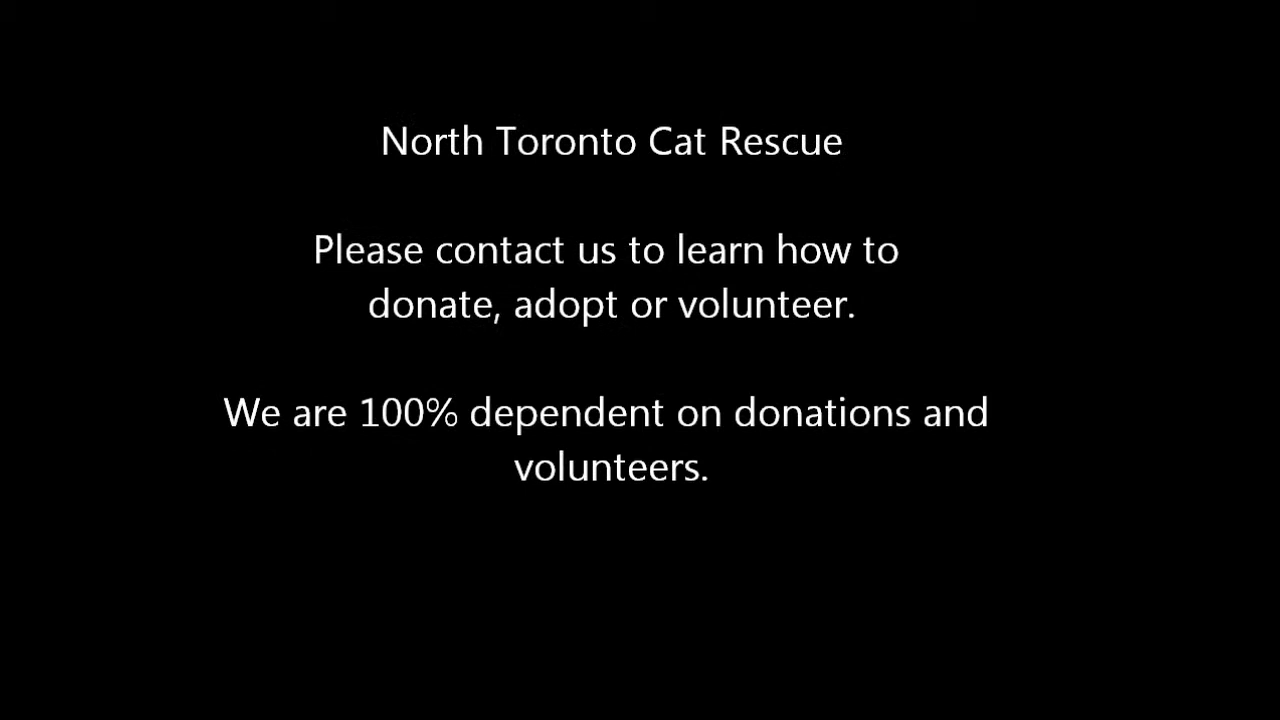 North Toronto Cat Rescue
Please contact us to learn how to
donate, adopt or volunteer.
We are 100% dependent on donations and
volunteers.